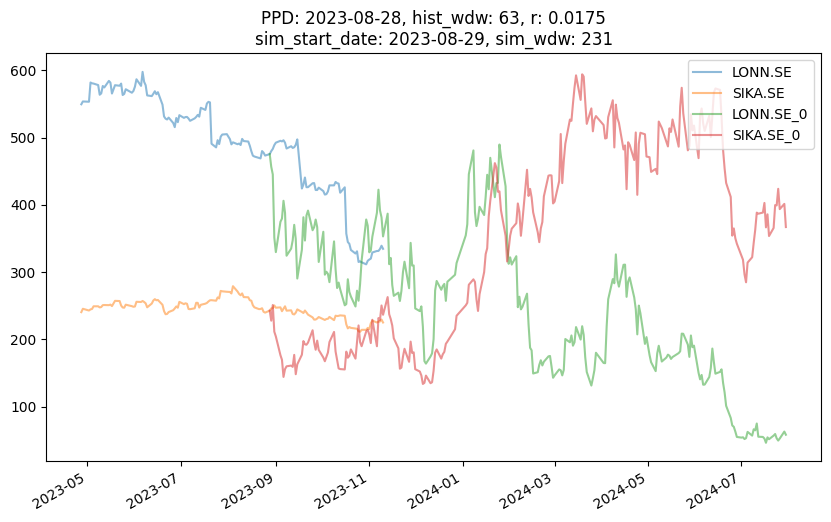 PPD: 2023-08-28, hist_wdw: 63, r: 0.0175
sim_start_date: 2023-08-29, sim_wdw: 231
LONN.SE
SIKA.SE
LONN.SE_0
SIKA.SE_0
600
500
400
300
200
100
2023-05
2023-07
2023-09
2023-11
2024-01
2024-03
2024-05
2024-07